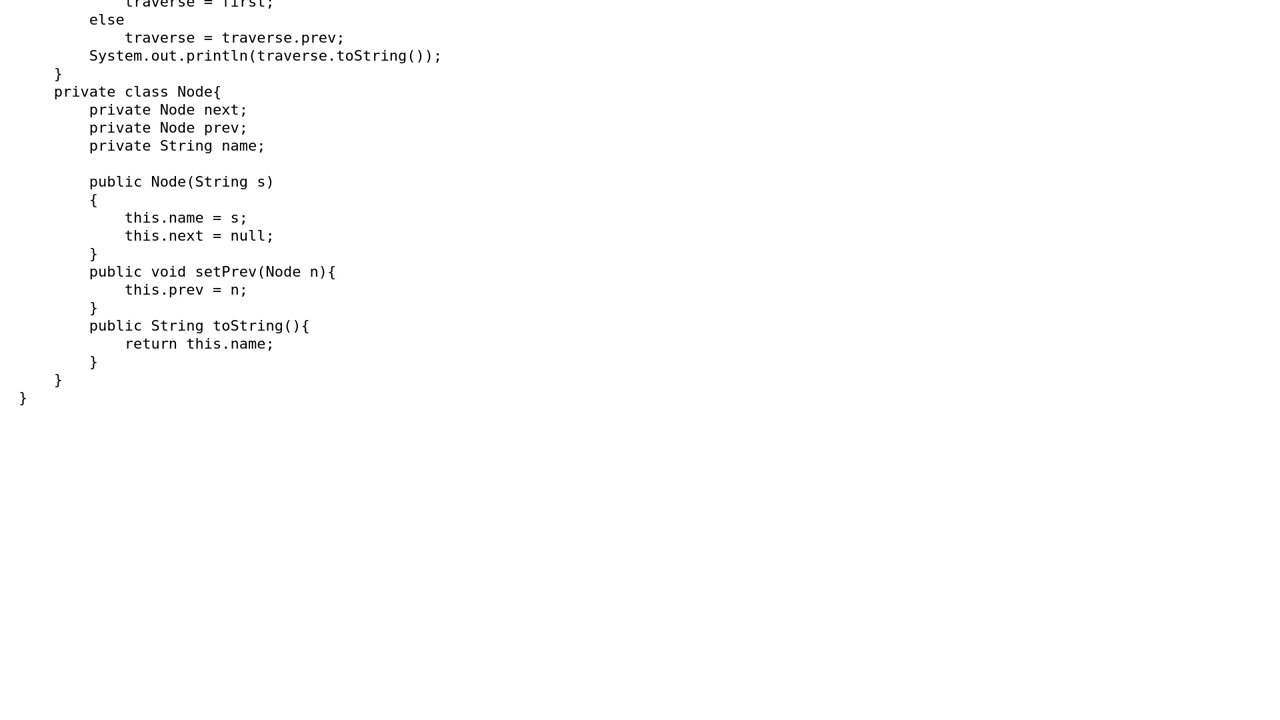 traverse = first;
        else
            traverse = traverse.prev;
        System.out.println(traverse.toString());
    }
    private class Node{
        private Node next;
        private Node prev;
        private String name;

        public Node(String s)
        {
            this.name = s;
            this.next = null;
        }
        public void setPrev(Node n){
            this.prev = n;
        }
        public String toString(){
            return this.name;
        }
    }
}